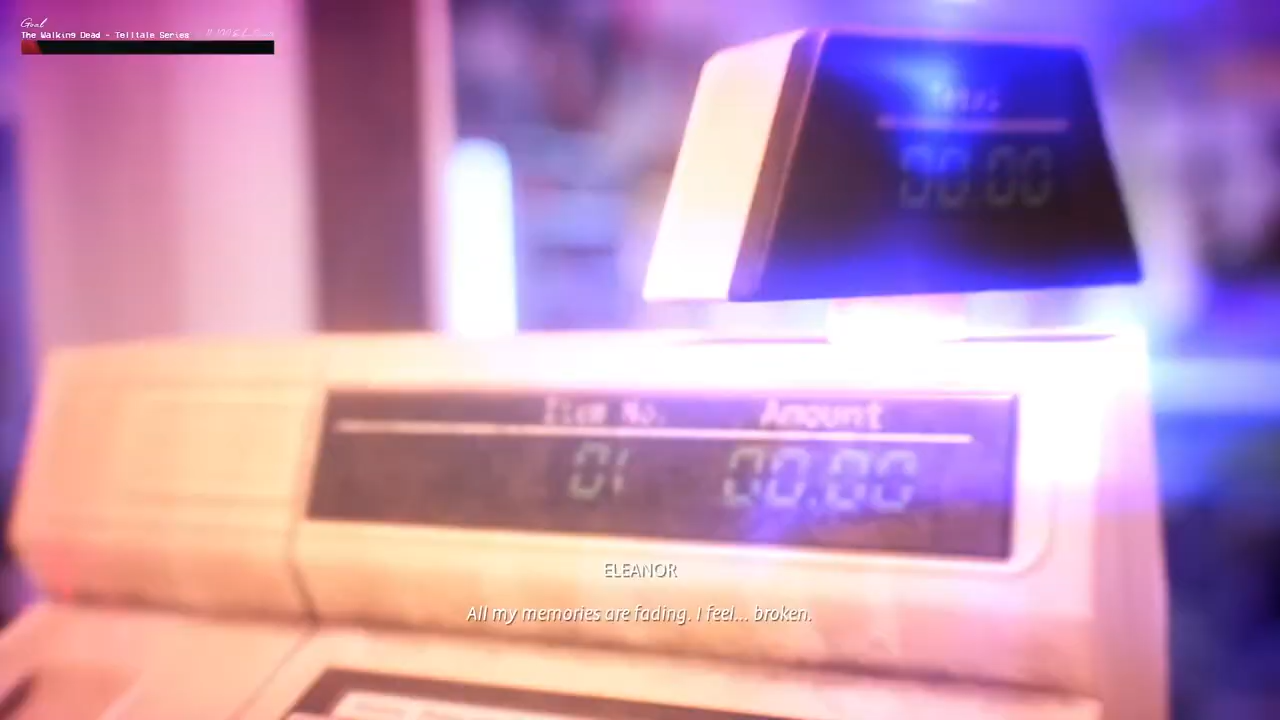 Goal
The Walking Dead - Telltale Series
00.00
Item No. Amount
01 00.00
ELEANOR
All my memories are fading. I feel... broken.